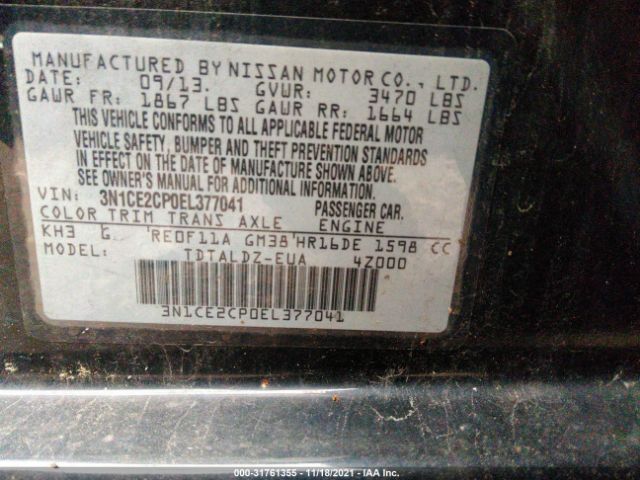 MANUFACTURED BY NISSAN MOTOR CO., LTD.
DATE: 09/13. GVWR: 3470 LBS
GAWR FR: 1867 LBS GAWR RR: 1664 LBS
THIS VEHICLE CONFORMS TO ALL APPLICABLE FEDERAL MOTOR
VEHICLE SAFETY, BUMPER AND THEFT PREVENTION STANDARDS
IN EFFECT ON THE DATE OF MANUFACTURE SHOWN ABOVE.
SEE OWNER'S MANUAL FOR ADDITIONAL INFORMATION.
VIN: 3N1CE2CP0EL377041 PASSENGER CAR.
COLOR TRIM TRANS AXLE ENGINE
KH3 G RE0F11A GM38 HR16DE 1598 CC
MODEL: TDTALDZ-EUA 4Z000
3N1CE2CP0EL377041
000-31761355 - 11/18/2021 - IAA Inc.